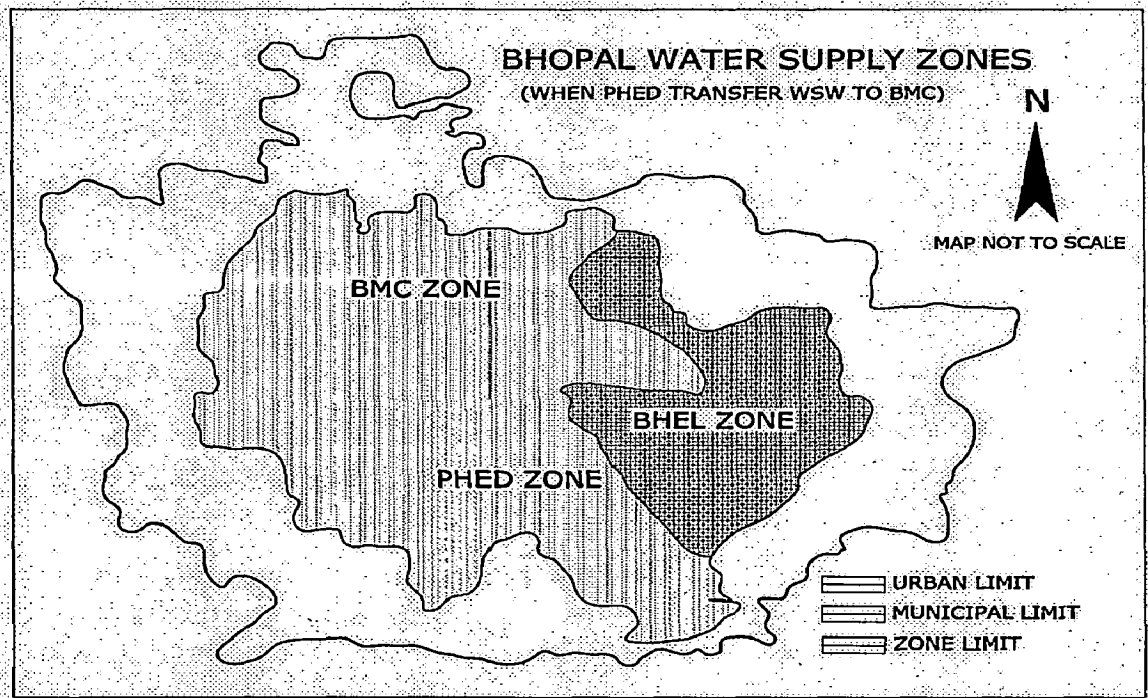 BHOPAL WATER SUPPLY ZONES
(WHEN PHED TRANSFER WSW TO BMC)
N
MAP NOT TO SCALE
BMC ZONE
BHEL ZONE
PHED ZONE
URBAN LIMIT
MUNICIPAL LIMIT
ZONE LIMIT